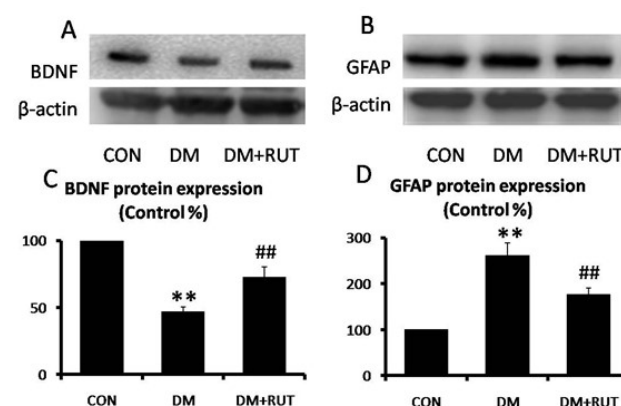 A
BDNF
β-actin
CON DM DM+RUT
B
GFAP
β-actin
CON DM DM+RUT
C
BDNF protein expression
(Control %)
100
50
0
**
##
CON DM DM+RUT
D
GFAP protein expression
(Control %)
300
200
100
0
**
##
CON DM DM+RUT